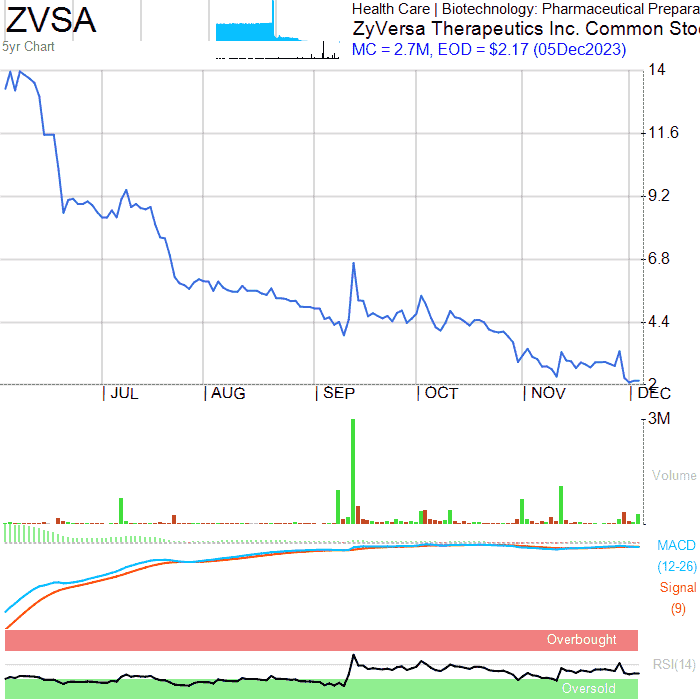 ZVSA
5yr Chart
Health Care | Biotechnology: Pharmaceutical Prepara
ZyVersa Therapeutics Inc. Common Sto
MC = 2.7M, EOD = $2.17 (05Dec2023)
14
11.6
9.2
6.8
4.4
2
| JUL | AUG | SEP | OCT | NOV | DEC
3M
Volume
MACD
(12-26)
Signal
(9)
Overbought
RSI(14)
Oversold